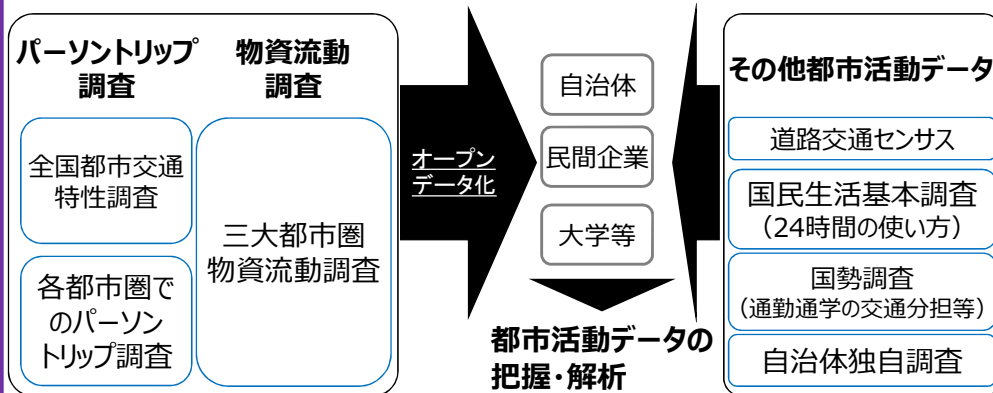 パーソントリップ
調査
物資流動
調査
全国都市交通
特性調査
各都市圏で
のパーソン
トリップ調査
三大都市圏
物資流動調査
オープン
データ化
自治体
民間企業
大学等
都市活動データの
把握・解析
その他都市活動データ
道路交通センサス
国民生活基本調査
（24時間の使い方）
国勢調査
（通勤通学の交通分担等）
自治体独自調査